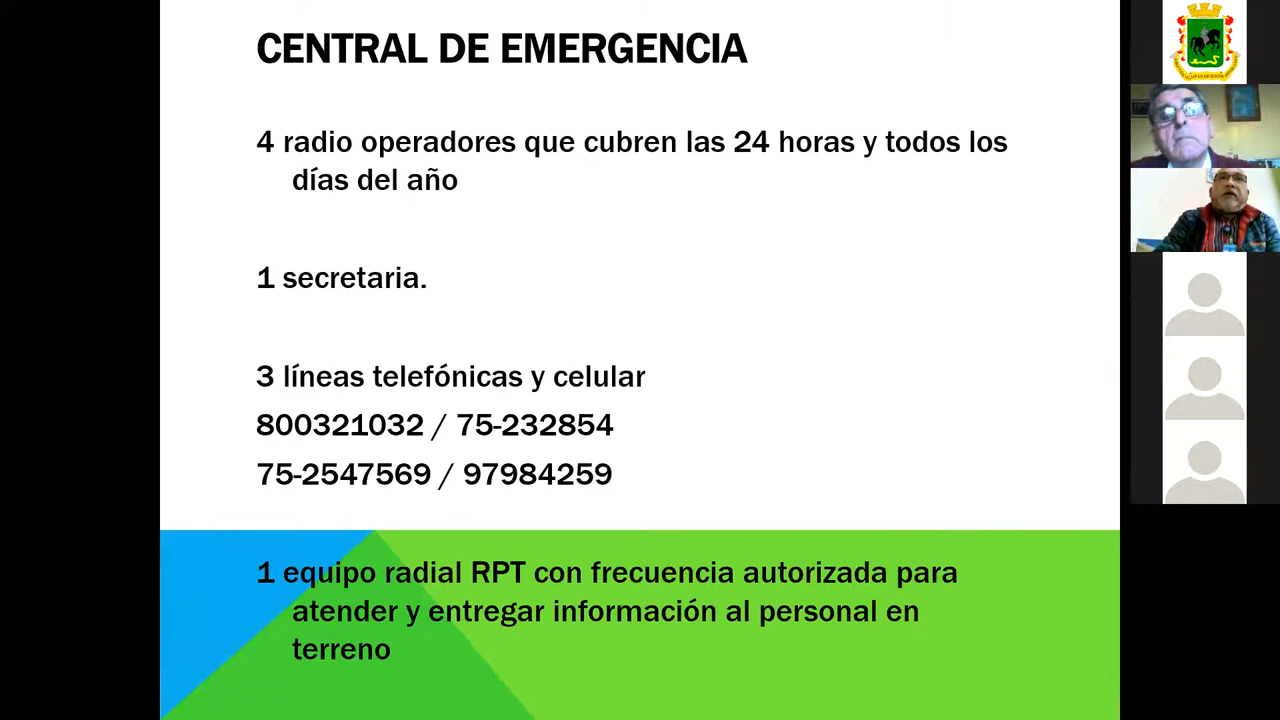 CENTRAL DE EMERGENCIA
4 radio operadores que cubren las 24 horas y todos los
días del año
1 secretaria.
3 líneas telefónicas y celular
800321032 / 75-232854
75-2547569 / 97984259
1 equipo radial RPT con frecuencia autorizada para
atender y entregar información al personal en
terreno